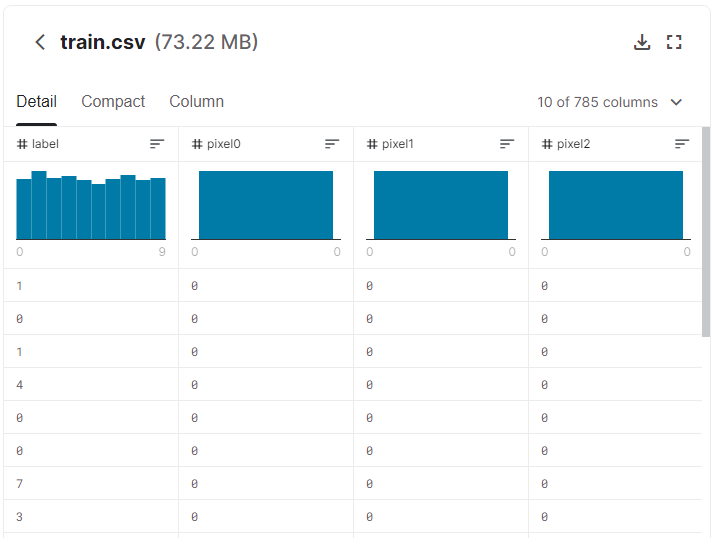 train.csv (73.22 MB)
Detail Compact Column 10 of 785 columns
# label # pixel0 # pixel1 # pixel2
0 9 0 0 0 0 0 0
1 0 0 0
0 0 0 0
1 0 0 0
4 0 0 0
0 0 0 0
0 0 0 0
7 0 0 0
3 0 0 0